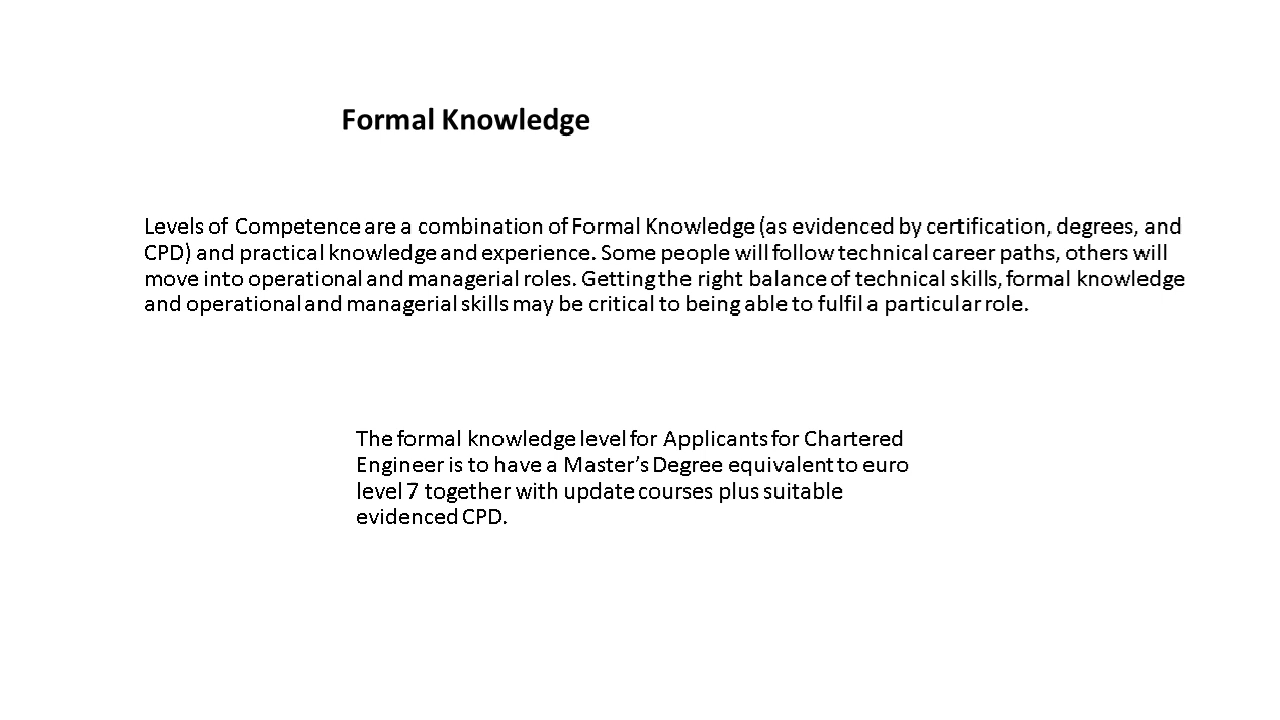 Formal Knowledge
Levels of Competence are a combination of Formal Knowledge (as evidenced by certification, degrees, and
CPD) and practical knowledge and experience. Some people will follow technical career paths, others will
move into operational and managerial roles. Getting the right balance of technical skills, formal knowledge
and operational and managerial skills may be critical to being able to fulfil a particular role.
The formal knowledge level for Applicants for Chartered
Engineer is to have a Master’s Degree equivalent to euro
level 7 together with update courses plus suitable
evidenced CPD.